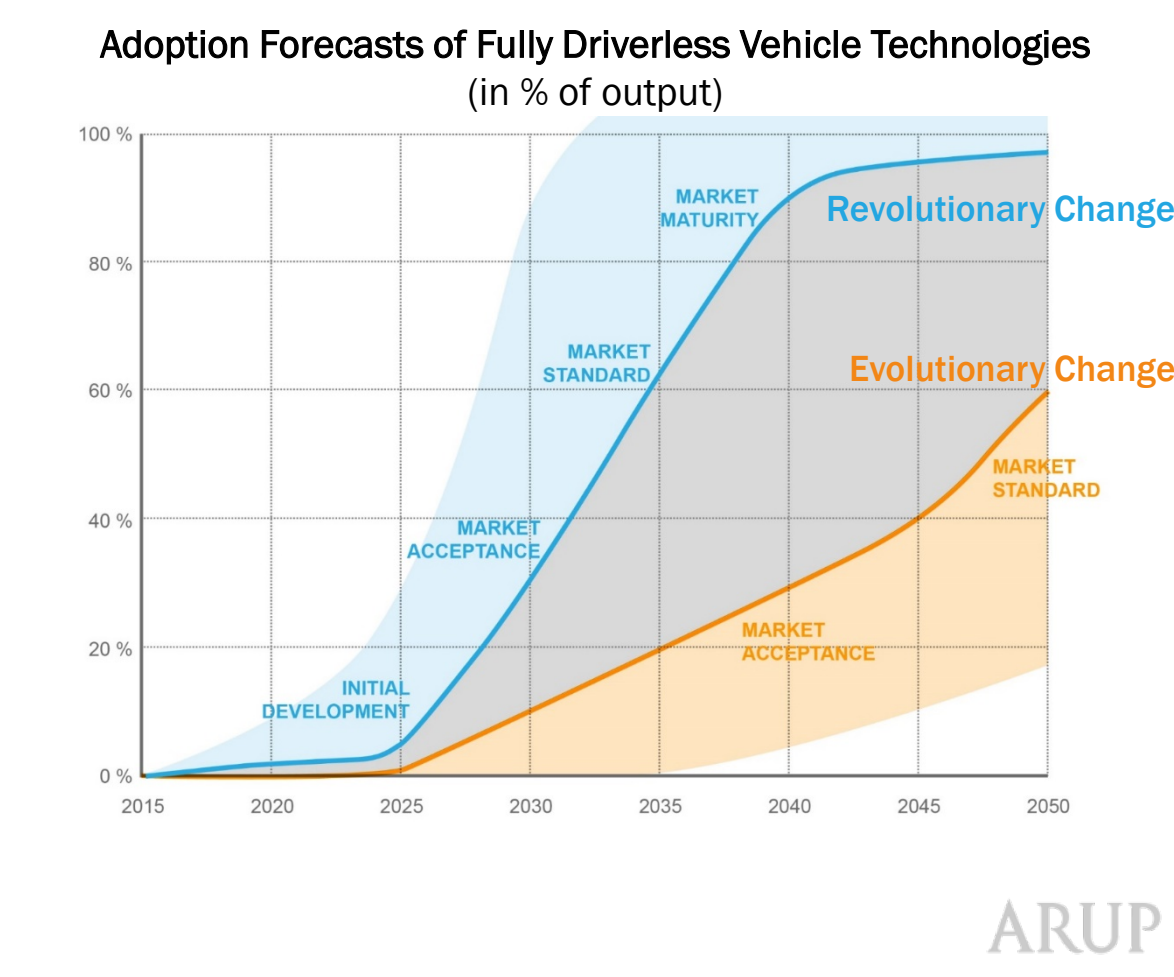 Adoption Forecasts of Fully Driverless Vehicle Technologies
(in % of output)
100 %
80 %
60 %
40 %
20 %
0 %
MARKET
MATURITY
Revolutionary Change
MARKET
STANDARD
Evolutionary Change
MARKET
STANDARD
MARKET
ACCEPTANCE
MARKET
ACCEPTANCE
INITIAL
DEVELOPMENT
2015 2020 2025 2030 2035 2040 2045 2050
ARUP